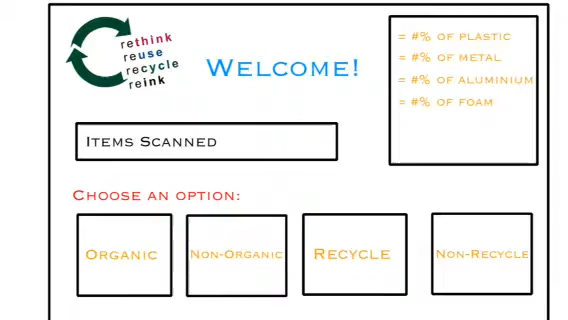 rethink
reuse
recycle
reink
Welcome!
= #% of plastic
= #% of metal
= #% of aluminium
= #% of foam
Items Scanned
Choose an option:
Organic
Non-Organic
Recycle
Non-Recycle